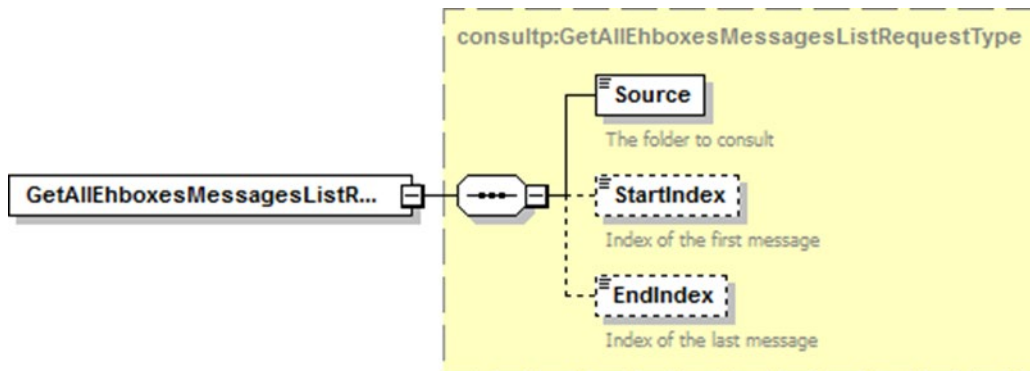 consultp:GetAllEhboxesMessagesListRequestType
Source
The folder to consult
GetAllEhboxesMessagesListR...
StartIndex
Index of the first message
EndIndex
Index of the last message